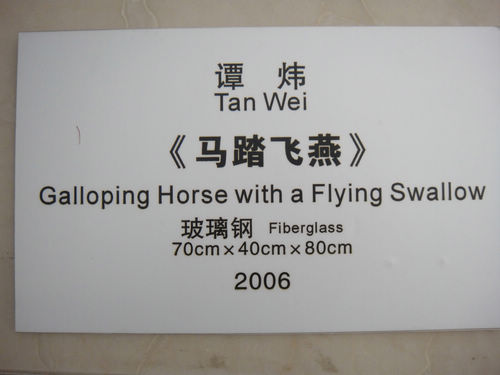 谭 炜
Tan Wei
《马踏飞燕》
Galloping Horse with a Flying Swallow
玻璃钢 Fiberglass
70cm×40cm×80cm
2006